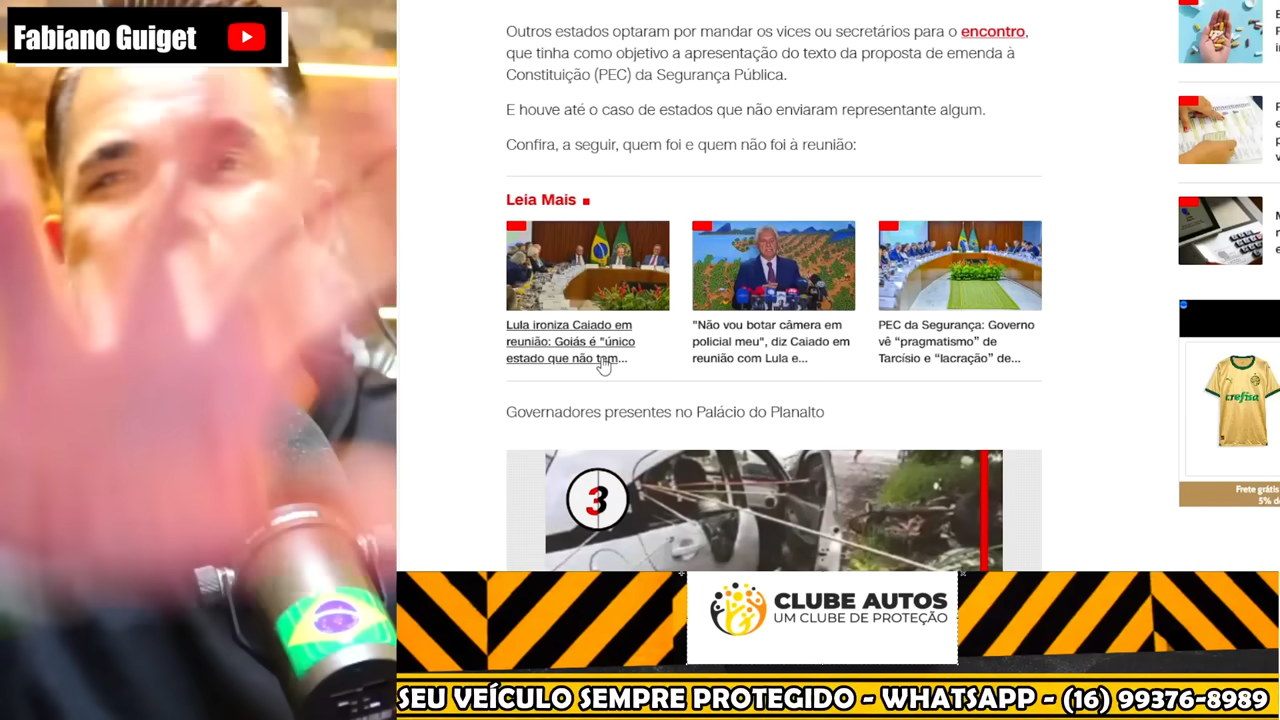 Fabiano Guiget
Outros estados optaram por mandar os vices ou secretários para o encontro,
que tinha como objetivo a apresentação do texto da proposta de emenda à
Constituição (PEC) da Segurança Pública.
E houve até o caso de estados que não enviaram representante algum.
Confira, a seguir, quem foi e quem não foi à reunião:
Leia Mais
Lula ironiza Caiado em
reunião: Goiás é "único
estado que não tem...
"Não vou botar câmera em
policial meu", diz Caiado em
reunião com Lula e...
PEC da Segurança: Governo
vê “pragmatismo” de
Tarcísio e “lacração” de...
Governadores presentes no Palácio do Planalto
3
crefisa
Frete grátis
5% d
CLUBE AUTOS
UM CLUBE DE PROTEÇÃO
SEU VEÍCULO SEMPRE PROTEGIDO - WHATSAPP - (16) 99376-8989